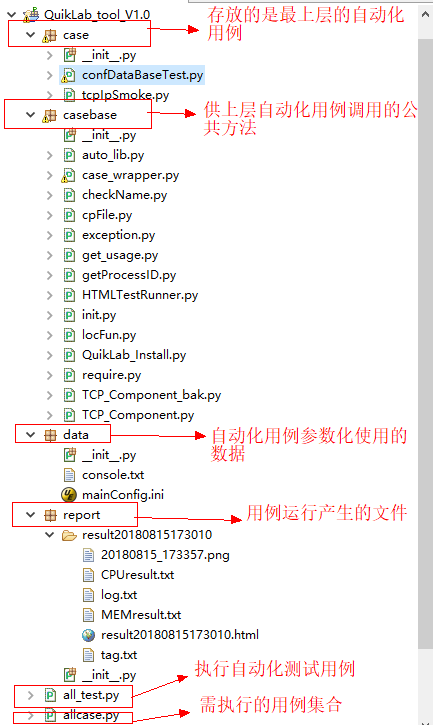 QuikLab_tool_V1.0
存放的是最上层的自动化
用例
case
__init__.py
confDataBaseTest.py
tcpIpSmoke.py
casebase
供上层自动化用例调用的公
共方法
__init__.py
auto_lib.py
case_wrapper.py
checkName.py
cpFile.py
exception.py
get_usage.py
getProcessID.py
HTMLTestRunner.py
init.py
locFun.py
QuikLab_Install.py
require.py
TCP_Component_bak.py
TCP_Component.py
data
自动化用例参数化使用的
数据
__init__.py
console.txt
mainConfig.ini
report
用例运行产生的文件
result20180815173010
20180815_173357.png
CPUresult.txt
log.txt
MEMresult.txt
result20180815173010.html
tag.txt
__init__.py
执行自动化测试用例
all_test.py
需执行的用例集合
allcase.py